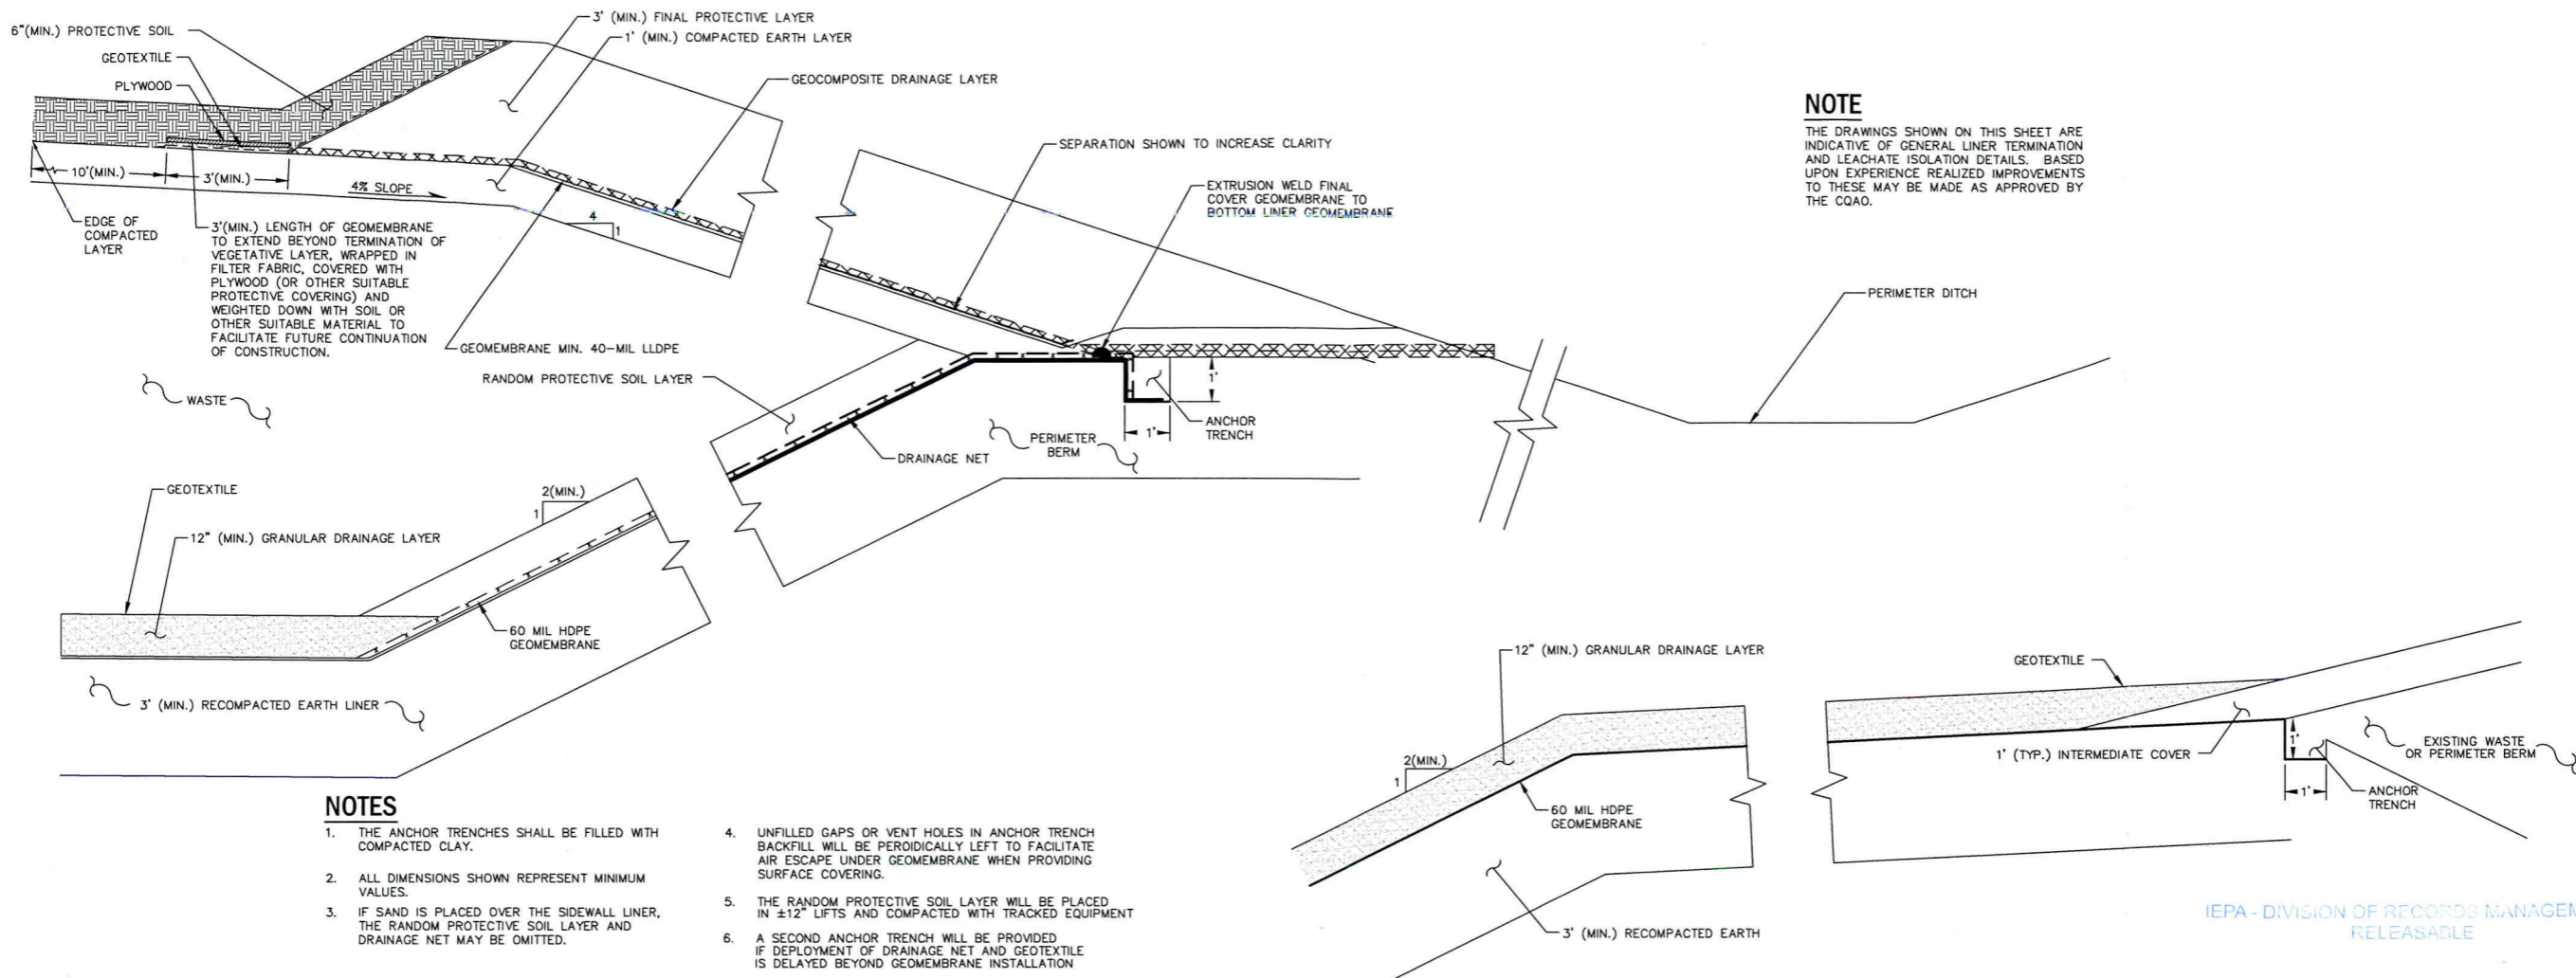 6"(MIN.) PROTECTIVE SOIL
GEOTEXTILE
PLYWOOD
3' (MIN.) FINAL PROTECTIVE LAYER
1' (MIN.) COMPACTED EARTH LAYER
GEOCOMPOSITE DRAINAGE LAYER
10'(MIN.)
3'(MIN.)
4% SLOPE
4
1
EDGE OF
COMPACTED
LAYER
3'(MIN.) LENGTH OF GEOMEMBRANE
TO EXTEND BEYOND TERMINATION OF
VEGETATIVE LAYER, WRAPPED IN
FILTER FABRIC, COVERED WITH
PLYWOOD (OR OTHER SUITABLE
PROTECTIVE COVERING) AND
WEIGHTED DOWN WITH SOIL OR
OTHER SUITABLE MATERIAL TO
FACILITATE FUTURE CONTINUATION
OF CONSTRUCTION.
GEOMEMBRANE MIN. 40-MIL LLDPE
WASTE
SEPARATION SHOWN TO INCREASE CLARITY
EXTRUSION WELD FINAL
COVER GEOMEMBRANE TO
BOTTOM LINER GEOMEMBRANE
RANDOM PROTECTIVE SOIL LAYER
1'
1'
ANCHOR
TRENCH
PERIMETER
BERM
DRAINAGE NET
NOTE
THE DRAWINGS SHOWN ON THIS SHEET ARE
INDICATIVE OF GENERAL LINER TERMINATION
AND LEACHATE ISOLATION DETAILS. BASED
UPON EXPERIENCE REALIZED IMPROVEMENTS
TO THESE MAY BE MADE AS APPROVED BY
THE CQAO.
PERIMETER DITCH
GEOTEXTILE
12" (MIN.) GRANULAR DRAINAGE LAYER
2(MIN.)
1
60 MIL HDPE
GEOMEMBRANE
3' (MIN.) RECOMPACTED EARTH LINER
12" (MIN.) GRANULAR DRAINAGE LAYER
2(MIN.)
1
60 MIL HDPE
GEOMEMBRANE
3' (MIN.) RECOMPACTED EARTH
GEOTEXTILE
1' (TYP.) INTERMEDIATE COVER
1'
1'
EXISTING WASTE
OR PERIMETER BERM
ANCHOR
TRENCH
NOTES
1. THE ANCHOR TRENCHES SHALL BE FILLED WITH
COMPACTED CLAY.
2. ALL DIMENSIONS SHOWN REPRESENT MINIMUM
VALUES.
3. IF SAND IS PLACED OVER THE SIDEWALL LINER,
THE RANDOM PROTECTIVE SOIL LAYER AND
DRAINAGE NET MAY BE OMITTED.
4. UNFILLED GAPS OR VENT HOLES IN ANCHOR TRENCH
BACKFILL WILL BE PEROIDICALLY LEFT TO FACILITATE
AIR ESCAPE UNDER GEOMEMBRANE WHEN PROVIDING
SURFACE COVERING.
5. THE RANDOM PROTECTIVE SOIL LAYER WILL BE PLACED
IN ±12" LIFTS AND COMPACTED WITH TRACKED EQUIPMENT
6. A SECOND ANCHOR TRENCH WILL BE PROVIDED
IF DEPLOYMENT OF DRAINAGE NET AND GEOTEXTILE
IS DELAYED BEYOND GEOMEMBRANE INSTALLATION
IEPA - DIVISION OF RECORDS MANAGEM
RELEASABLE